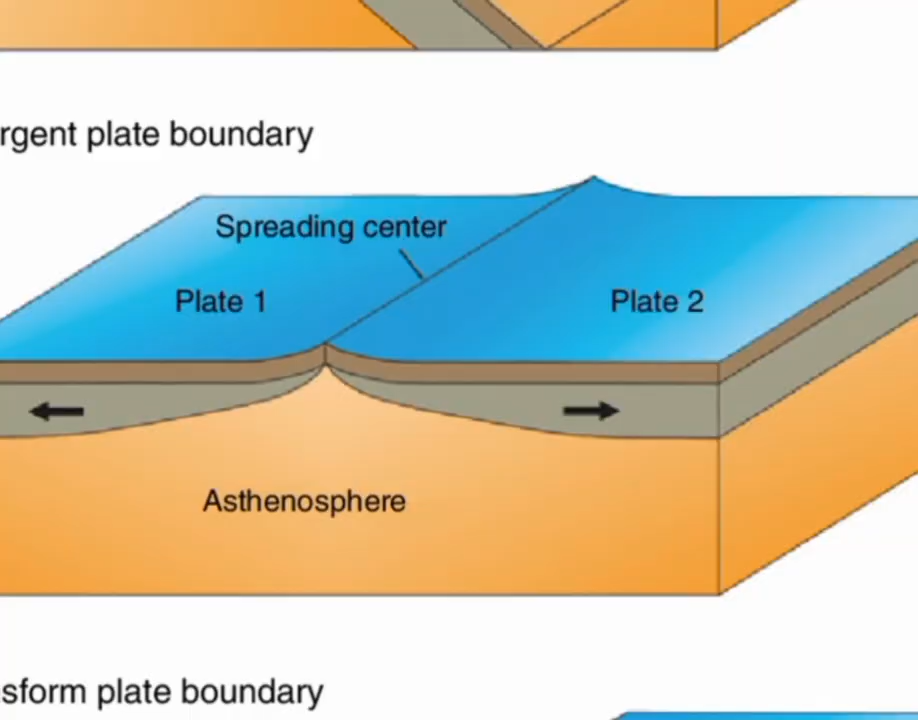 rgent plate boundary
Spreading center
Plate 1
Plate 2
Asthenosphere
sform plate boundary